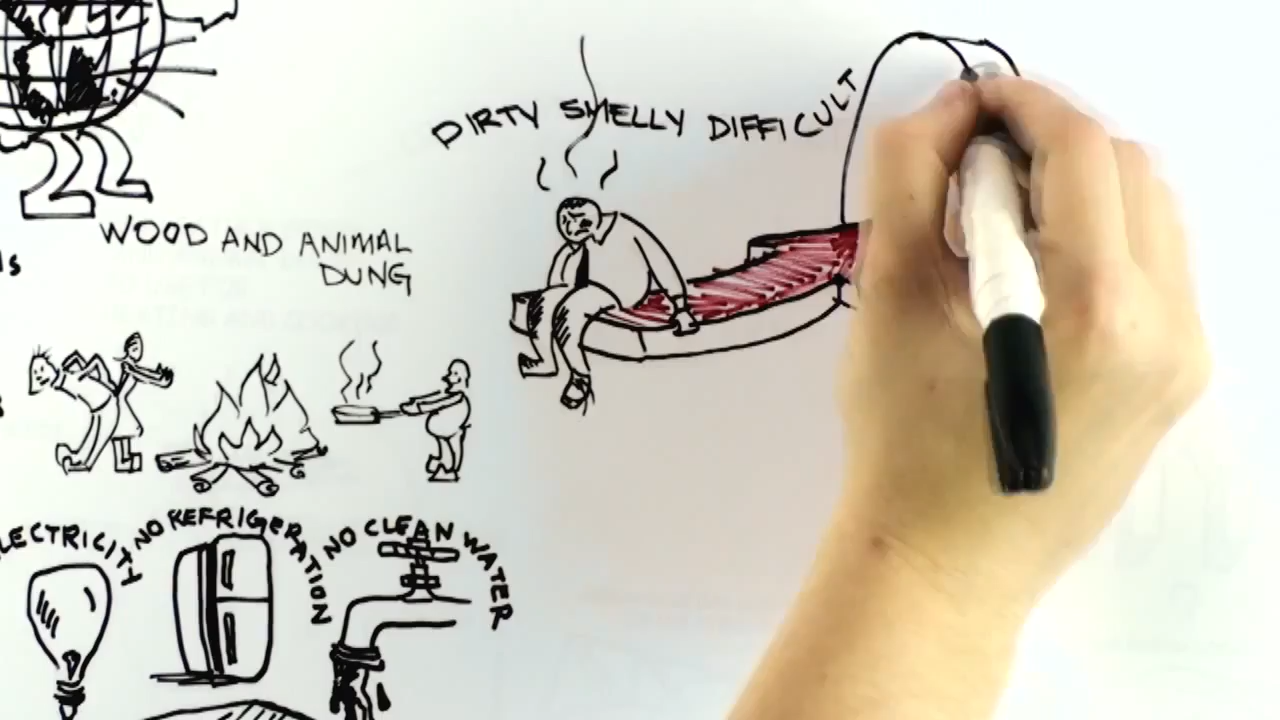 DIRTY SMELLY DIFFICULT
WOOD AND ANIMAL
DUNG
LECTRICITY
NO REFRIGERATION
NO CLEAN WATER